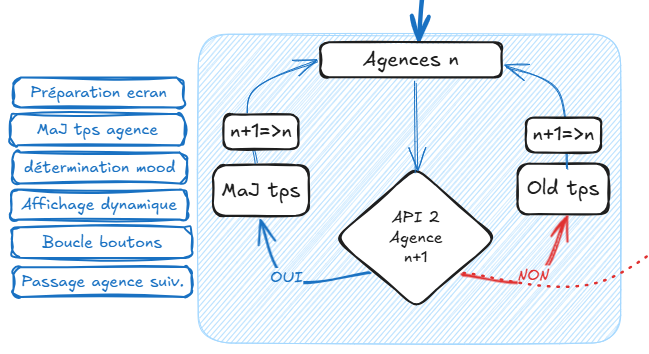 Agences n
Préparation ecran
MaJ tps agence
détermination mood
Affichage dynamique
Boucle boutons
Passage agence suiv.
n+1=>n
MaJ tps
n+1=>n
Old tps
API 2
Agence
n+1
OUI
NON